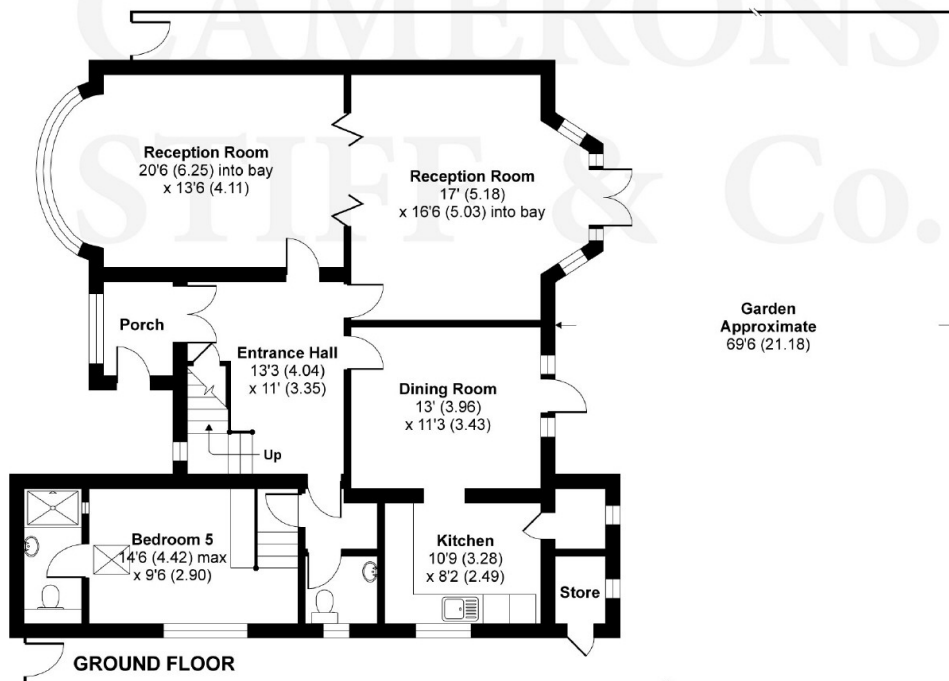 CAMERONS
STIFF & Co.
Reception Room
20'6 (6.25) into bay
x 13'6 (4.11)
Reception Room
17' (5.18)
x 16'6 (5.03) into bay
Porch
Entrance Hall
13'3 (4.04)
x 11' (3.35)
Garden
Approximate
69'6 (21.18)
Dining Room
13' (3.96)
x 11'3 (3.43)
Up
Bedroom 5
14'6 (4.42) max
x 9'6 (2.90)
Kitchen
10'9 (3.28)
x 8'2 (2.49)
Store
GROUND FLOOR